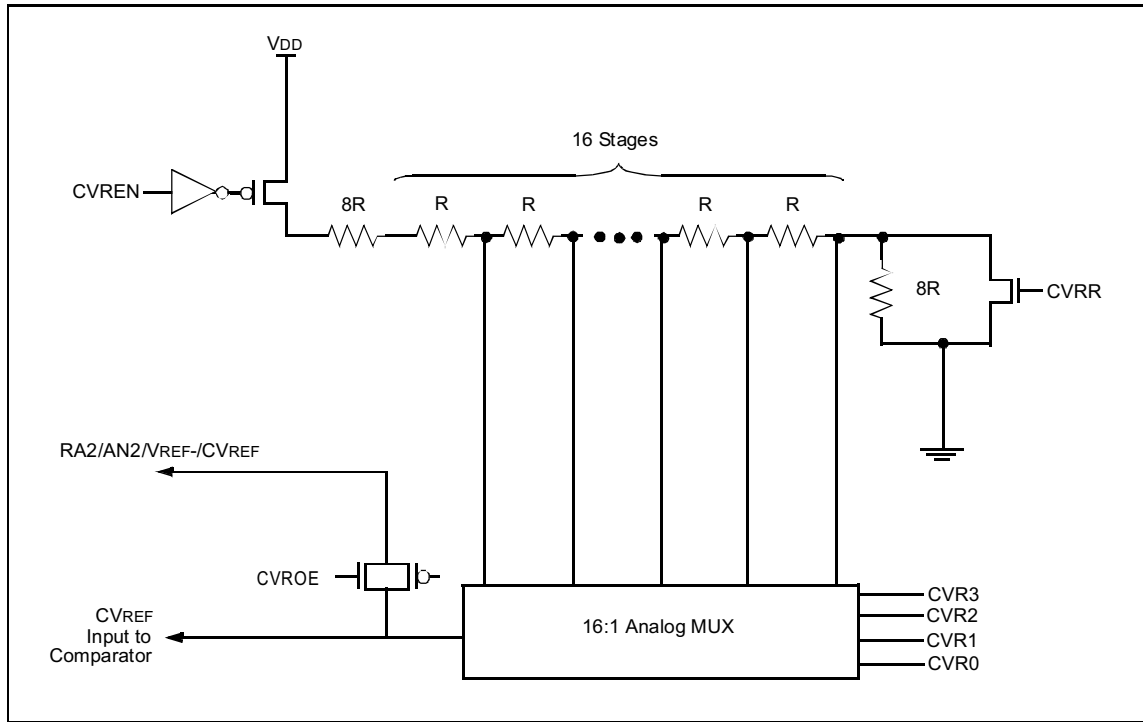 VDD
16 Stages
CVREN
8R
R
R
R
R
8R
CVRR
RA2/AN2/VREF-/CVREF
CVROE
CVREF
Input to
Comparator
16:1 Analog MUX
CVR3
CVR2
CVR1
CVR0